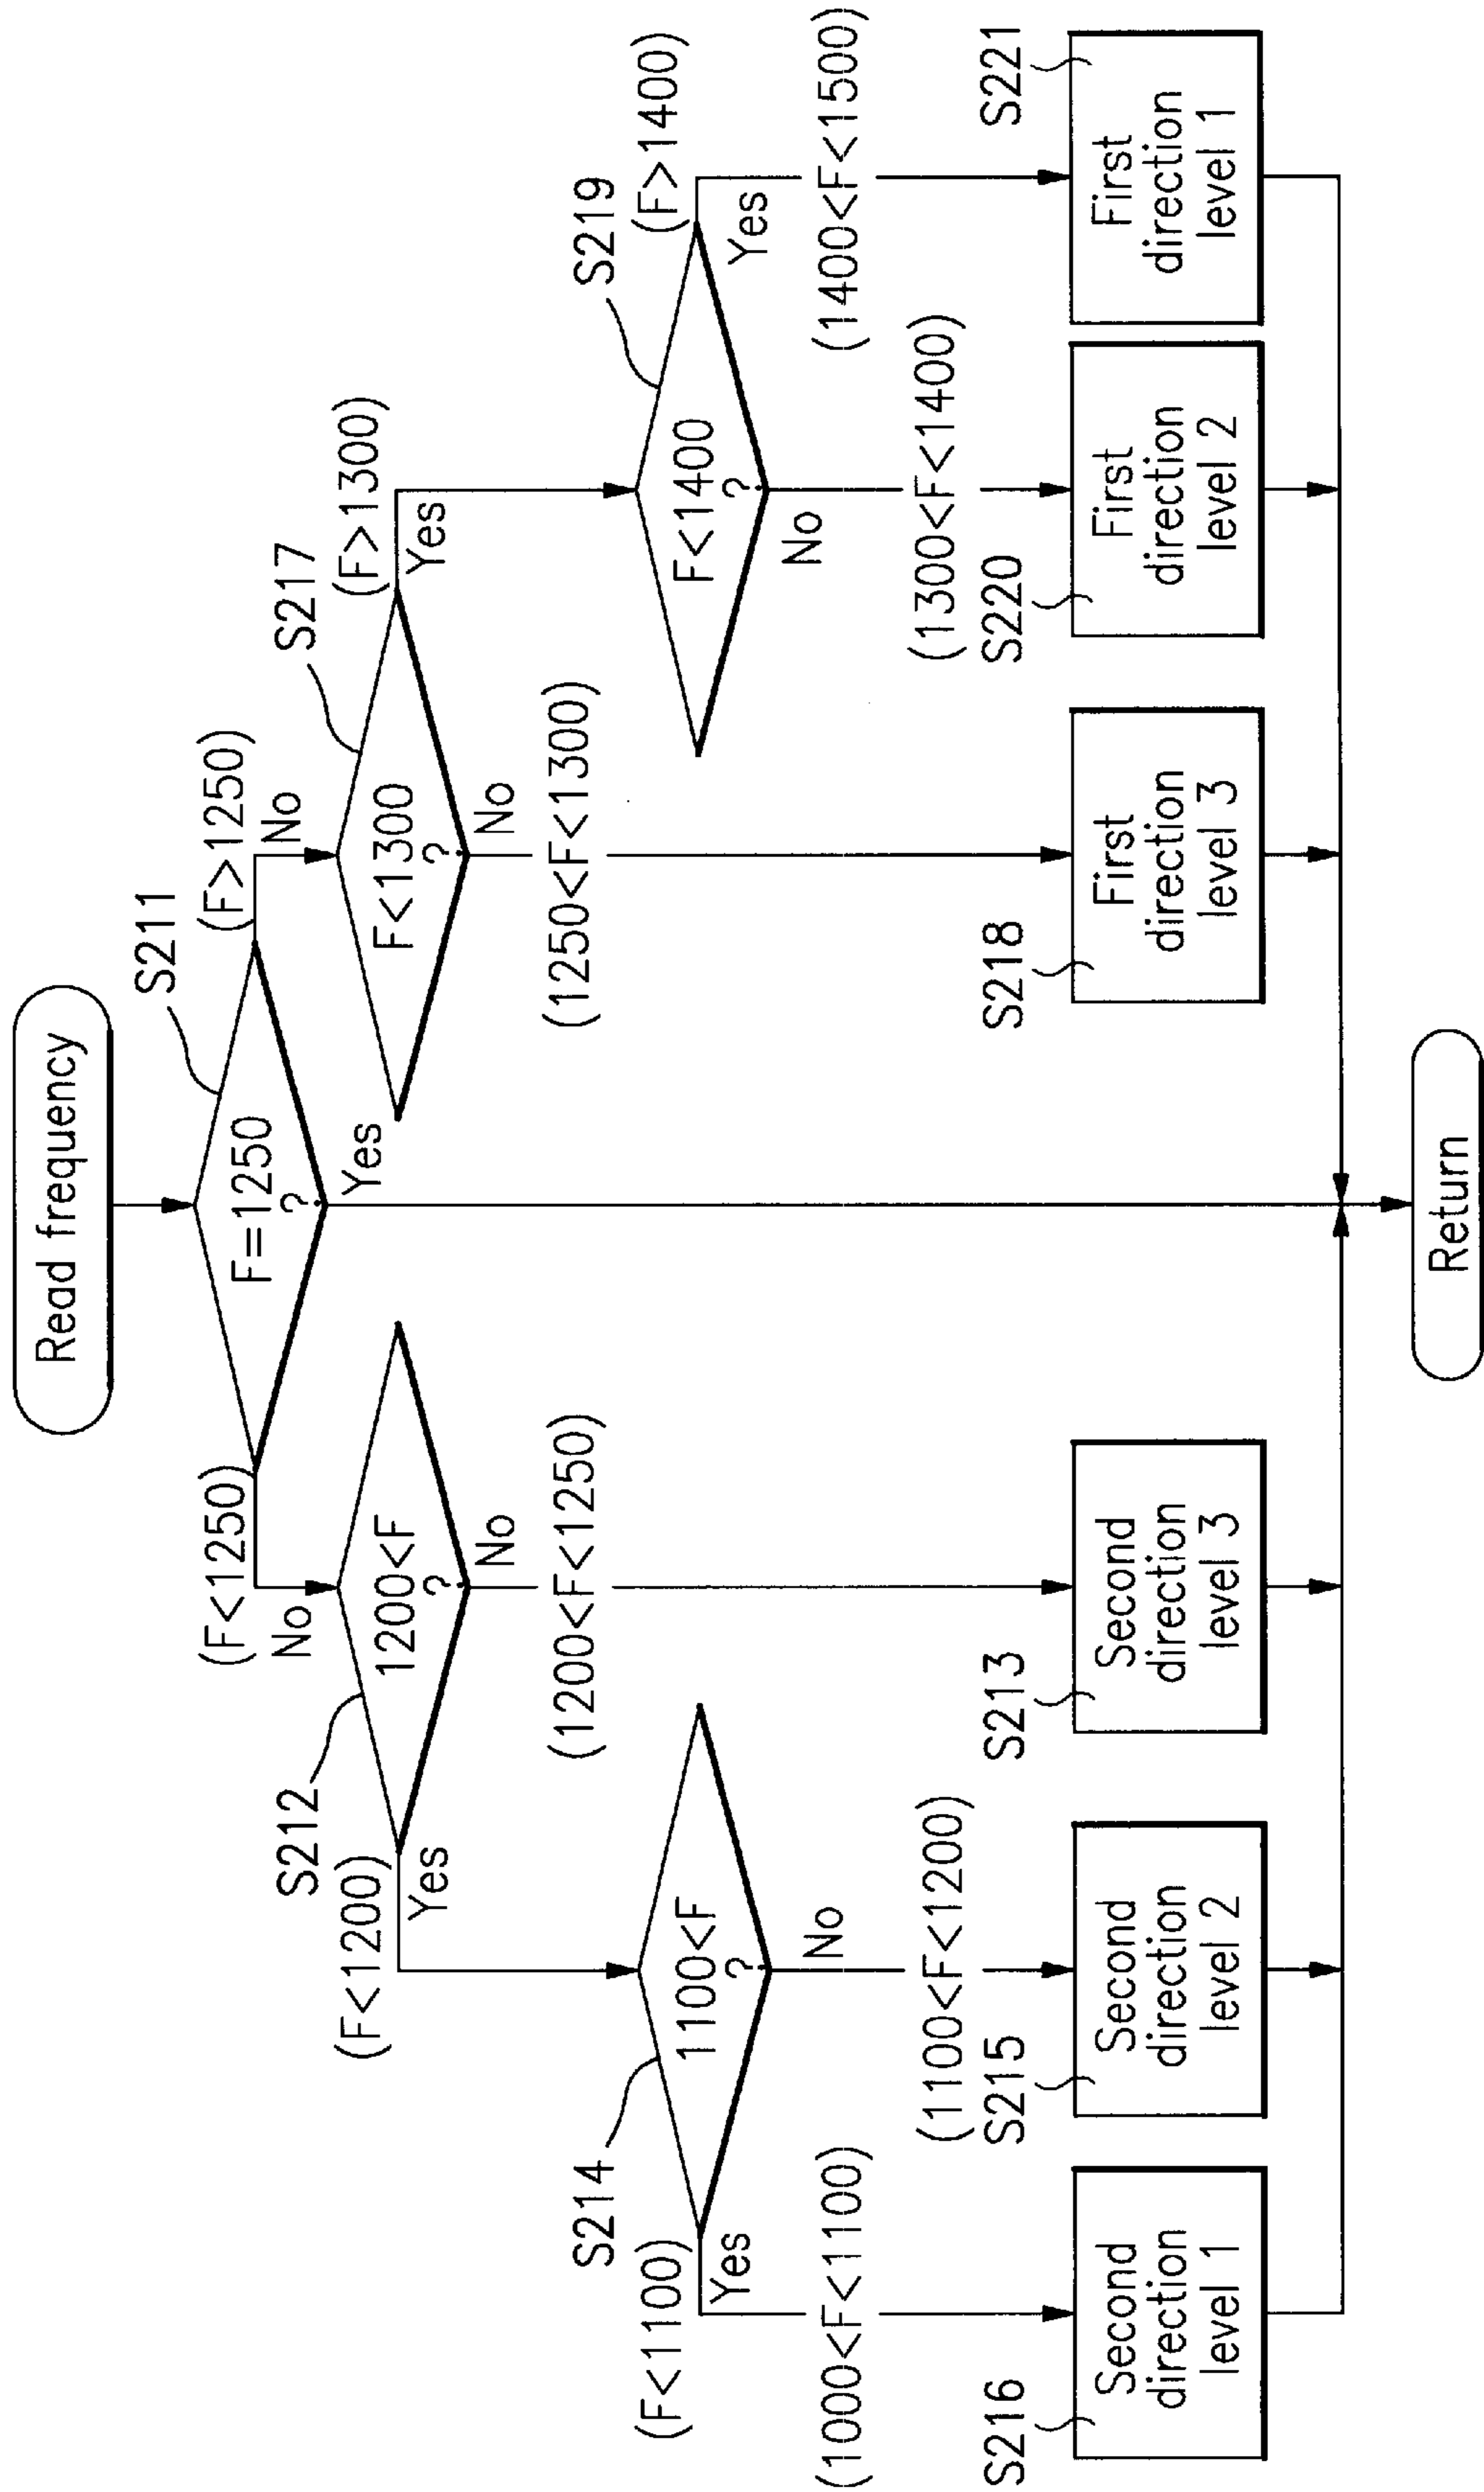 Read frequency
S211
F=1250
?
(F<1250)
No
(F>1250)
No
Yes
S212
1200<F
?
(F<1200)
Yes
No
(1200<F<1250)
S217
F<1300
?
(F>1300)
Yes
No
(1250<F<1300)
S214
1100<F
?
(F<1100)
Yes
No
(1000<F<1100)
(1100<F<1200)
S219
F<1400
?
(F>1400)
Yes
No
(1300<F<1400)
(1400<F<1500)
S216
Second
direction
level 1
S215
Second
direction
level 2
S213
Second
direction
level 3
S218
First
direction
level 3
S220
First
direction
level 2
S221
First
direction
level 1
Return